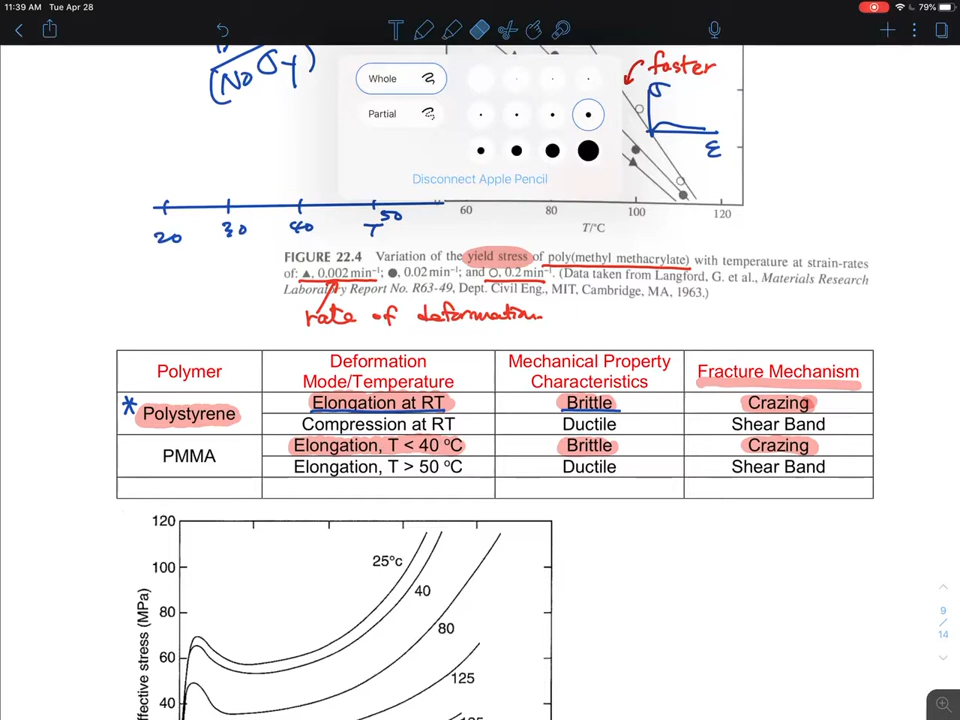 11:39 AM Tue Apr 28
79%
(No σy)
Whole
Partial
Disconnect Apple Pencil
faster
σ
ε
20 30 40 50
T
60 80 100 120
T/°C
FIGURE 22.4 Variation of the yield stress of poly(methyl methacrylate) with temperature at strain-rates
of: ▲, 0.002 min⁻¹; ●, 0.02 min⁻¹; and ○, 0.2 min⁻¹. (Data taken from Langford, G. et al., Materials Research
Laboratory Report No. R63-49, Dept. Civil Eng., MIT, Cambridge, MA, 1963.)
rate of deformation
Polymer
Deformation
Mode/Temperature
Mechanical Property
Characteristics
Fracture Mechanism
* Polystyrene
Elongation at RT Brittle Crazing
Compression at RT Ductile Shear Band
PMMA
Elongation, T < 40 ºC Brittle Crazing
Elongation, T > 50 ºC Ductile Shear Band
120
100
80
60
40
ffective stress (MPa)
25°c
40
80
125
9
/
14